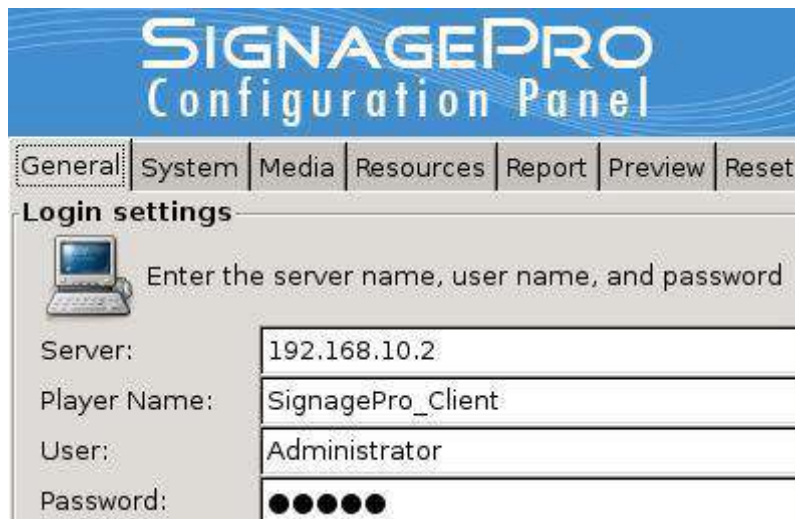 SIGNAGEPRO
Configuration Panel
General System Media Resources Report Preview Reset
Login settings
Enter the server name, user name, and password
Server: 192.168.10.2
Player Name: SignagePro_Client
User: Administrator
Password: ●●●●●